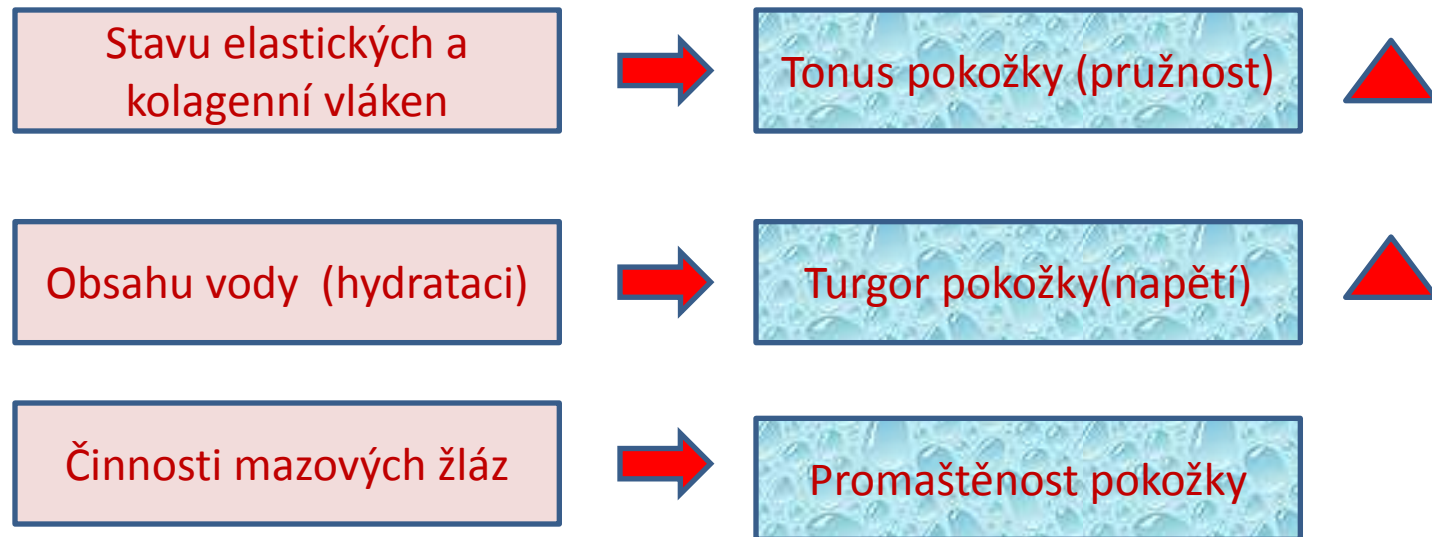 Stavu elastických a
kolagenní vláken
Tonus pokožky (pružnost)
Obsahu vody (hydrataci)
Turgor pokožky(napětí)
Činnosti mazových žláz
Promaštěnost pokožky